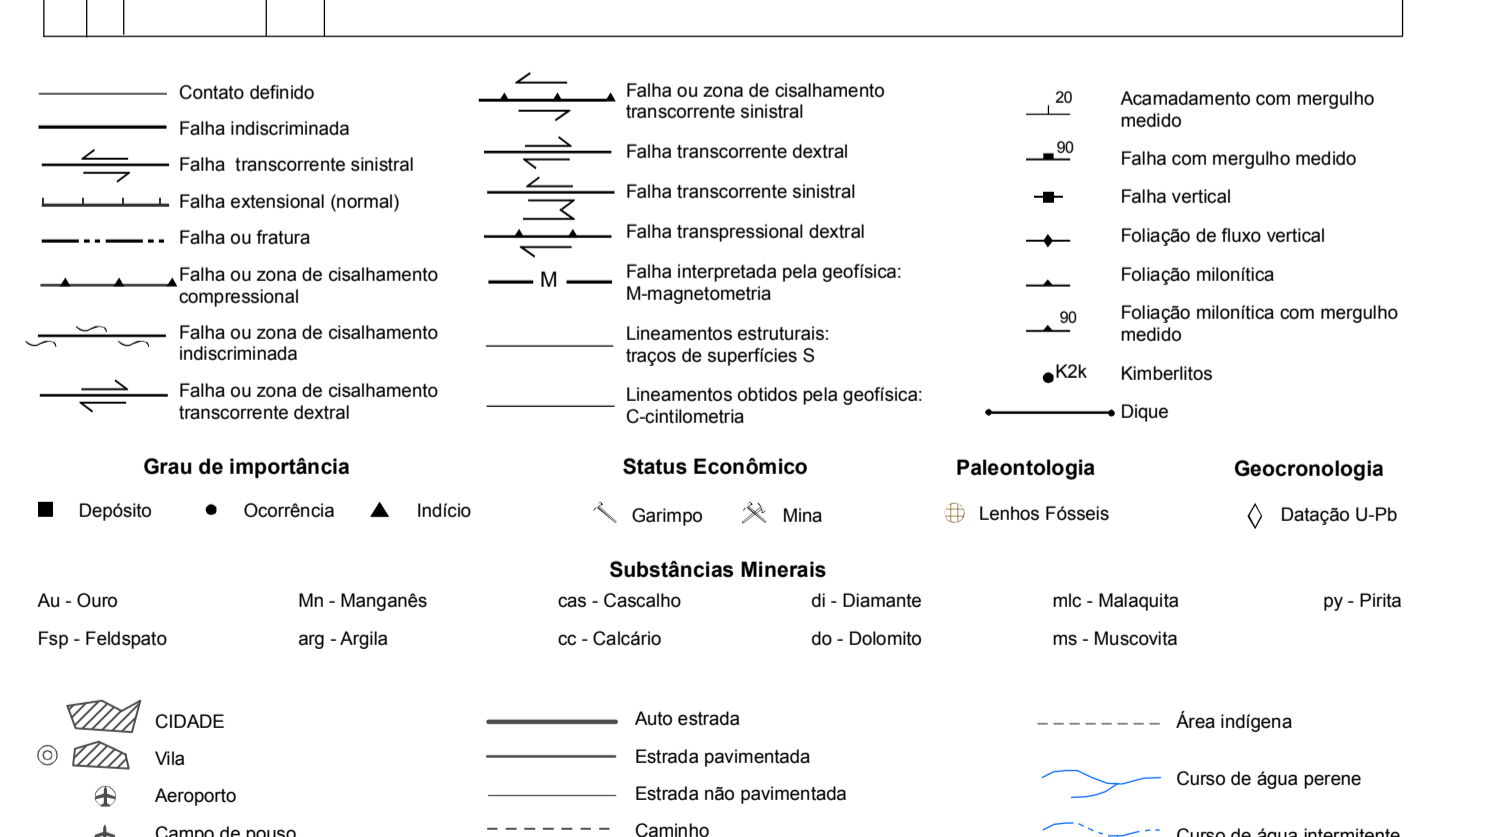 Contato definido
Falha indiscriminada
Falha transcorrente sinistral
Falha extensional (normal)
Falha ou fratura
Falha ou zona de cisalhamento
compressional
Falha ou zona de cisalhamento
indiscriminada
Falha ou zona de cisalhamento
transcorrente dextral
Falha ou zona de cisalhamento
transcorrente sinistral
Falha transcorrente dextral
Falha transcorrente sinistral
Falha transpressional dextral
M
Falha interpretada pela geofísica:
M-magnetometria
Lineamentos estruturais:
traços de superfícies S
Lineamentos obtidos pela geofísica:
C-cintilometria
20
Acamadamento com mergulho
medido
90
Falha com mergulho medido
Falha vertical
Foliação de fluxo vertical
Foliação milonítica
90
Foliação milonítica com mergulho
medido
K2k
Kimberlitos
Dique
Grau de importância
Depósito
Ocorrência
Indício
Status Econômico
Garimpo
Mina
Paleontologia
Lenhos Fósseis
Geocronologia
Datação U-Pb
Substâncias Minerais
Au - Ouro
Mn - Manganês
cas - Cascalho
di - Diamante
mlc - Malaquita
py - Pirita
Fsp - Feldspato
arg - Argila
cc - Calcário
do - Dolomito
ms - Muscovita
CIDADE
Vila
Aeroporto
Campo de pouso
Auto estrada
Estrada pavimentada
Estrada não pavimentada
Caminho
Área indígena
Curso de água perene
Curso de água intermitente